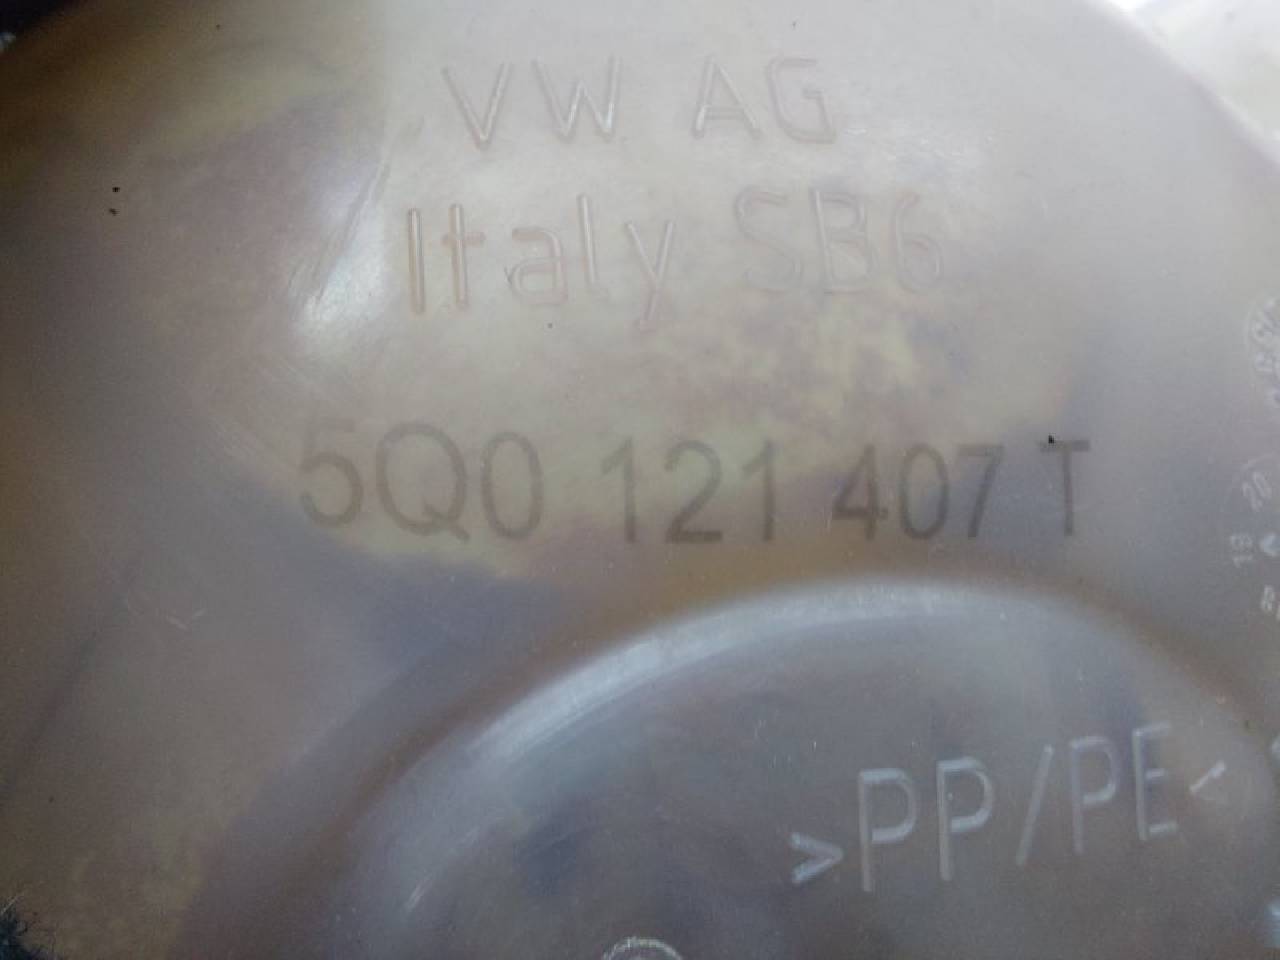 VW AG
Italy SB6
5Q0 121 407 T
>PP/PE<